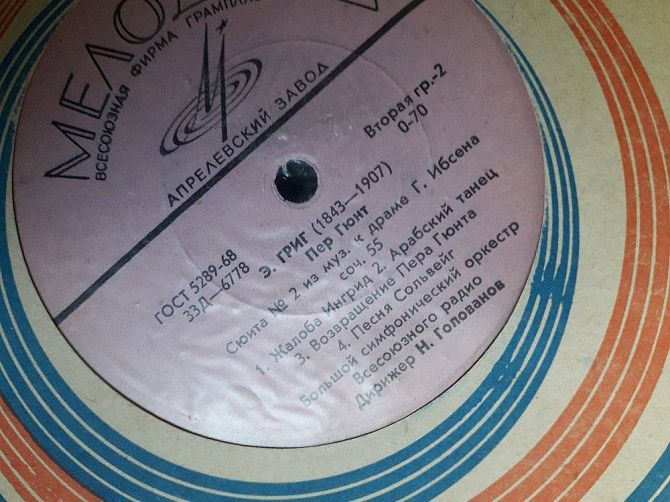 МЕЛОД
ВСЕСОЮЗНАЯ ФИРМА ГРАМПЛА
АПРЕЛЕВСКИЙ ЗАВОД
ГОСТ 5289-68
33Д—6778
Вторая гр.-2
0-70
Э. ГРИГ (1843—1907)
Пер Гюнт
Сюита № 2 из муз. к драме Г. Ибсена
соч. 55
1. Жалоба Ингрид 2. Арабский танец
3. Возвращение Пера Гюнта
4. Песня Сольвейг
Большой симфонический оркестр
Всесоюзного радио
Дирижер Н. Голованов